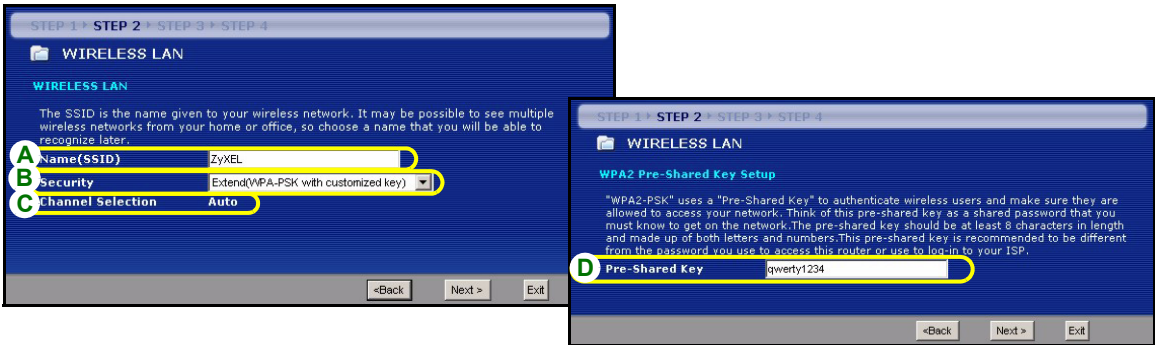 STEP 1 › STEP 2 › STEP 3 › STEP 4
WIRELESS LAN
WIRELESS LAN
The SSID is the name given to your wireless network. It may be possible to see multiple
wireless networks from your home or office, so choose a name that you will be able to
recognize later.
A Name(SSID) ZyXEL
B Security Extend(WPA-PSK with customized key)
C Channel Selection Auto
<Back Next > Exit
STEP 1 › STEP 2 › STEP 3 › STEP 4
WIRELESS LAN
WPA2 Pre-Shared Key Setup
"WPA2-PSK" uses a "Pre-Shared Key" to authenticate wireless users and make sure they are
allowed to access your network. Think of this pre-shared key as a shared password that you
must know to get on the network.The pre-shared key should be at least 8 characters in length
and made up of both letters and numbers.This pre-shared key is recommended to be different
from the password you use to access this router or use to log-in to your ISP.
D Pre-Shared Key qwerty1234
<Back Next > Exit